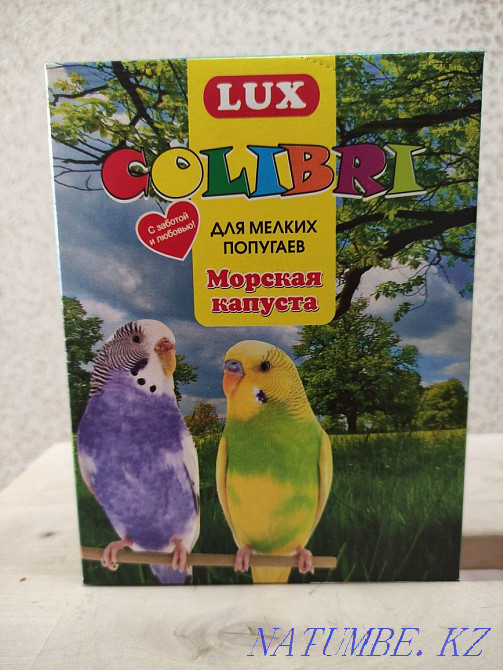 LUX
COLIBRI
С заботой
и любовью!
ДЛЯ МЕЛКИХ
ПОПУГАЕВ
Морская
капуста
NATUMBE. KZ